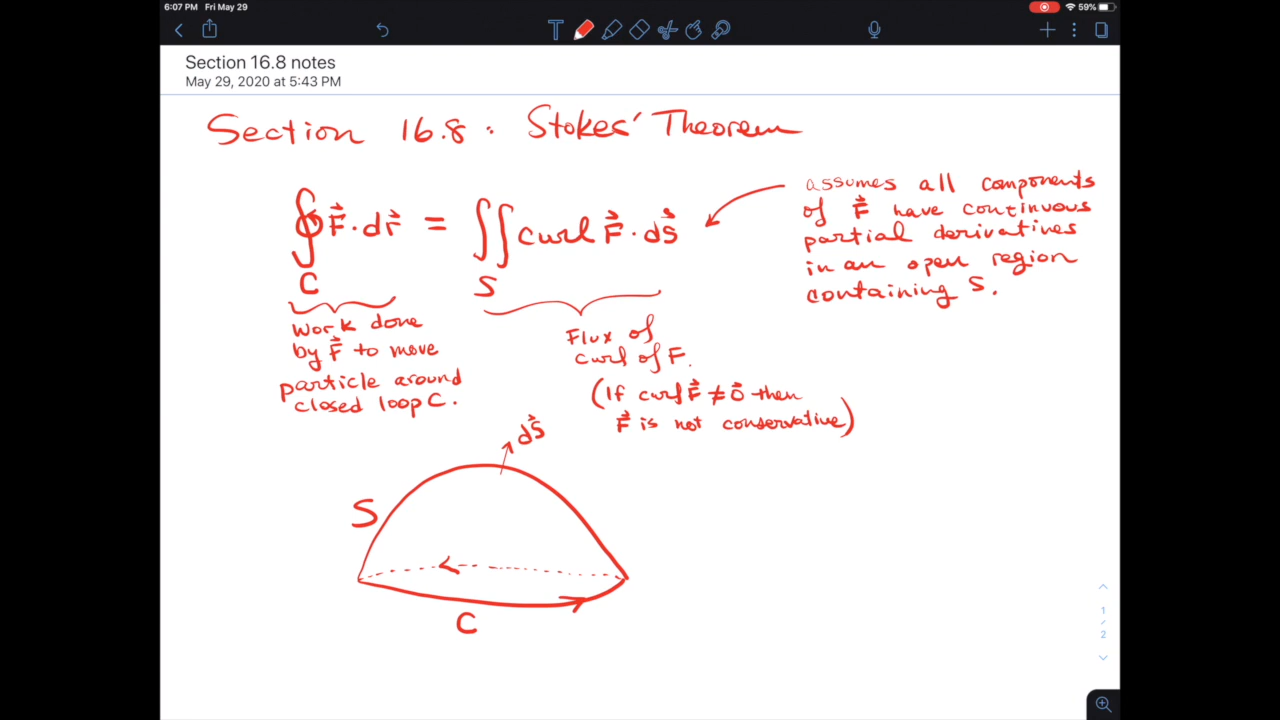 6:07 PM Fri May 29
59%
T
Section 16.8 notes
May 29, 2020 at 5:43 PM
Section 16.8 : Stokes' Theorem
∮_C F⃗·dr⃗ = ∬_S curl F⃗·dS⃗
assumes all components
of F⃗ have continuous
partial derivatives
in an open region
containing S.
Work done
by F⃗ to move
particle around
closed loop C.
Flux of
curl of F.
(If curl F⃗ ≠ 0⃗ then
F⃗ is not conservative)
dS⃗
S
C
1
/
2